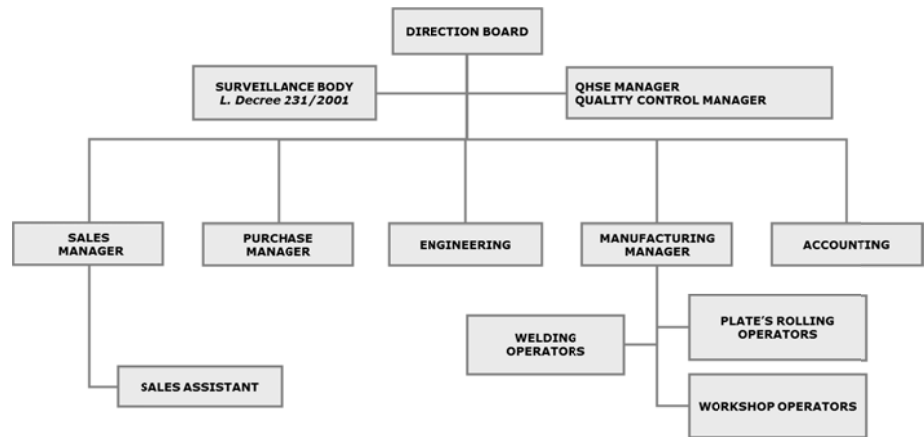 DIRECTION BOARD
SURVEILLANCE BODY
L. Decree 231/2001
QHSE MANAGER
QUALITY CONTROL MANAGER
SALES
MANAGER
PURCHASE
MANAGER
ENGINEERING
MANUFACTURING
MANAGER
ACCOUNTING
WELDING
OPERATORS
PLATE'S ROLLING
OPERATORS
SALES ASSISTANT
WORKSHOP OPERATORS